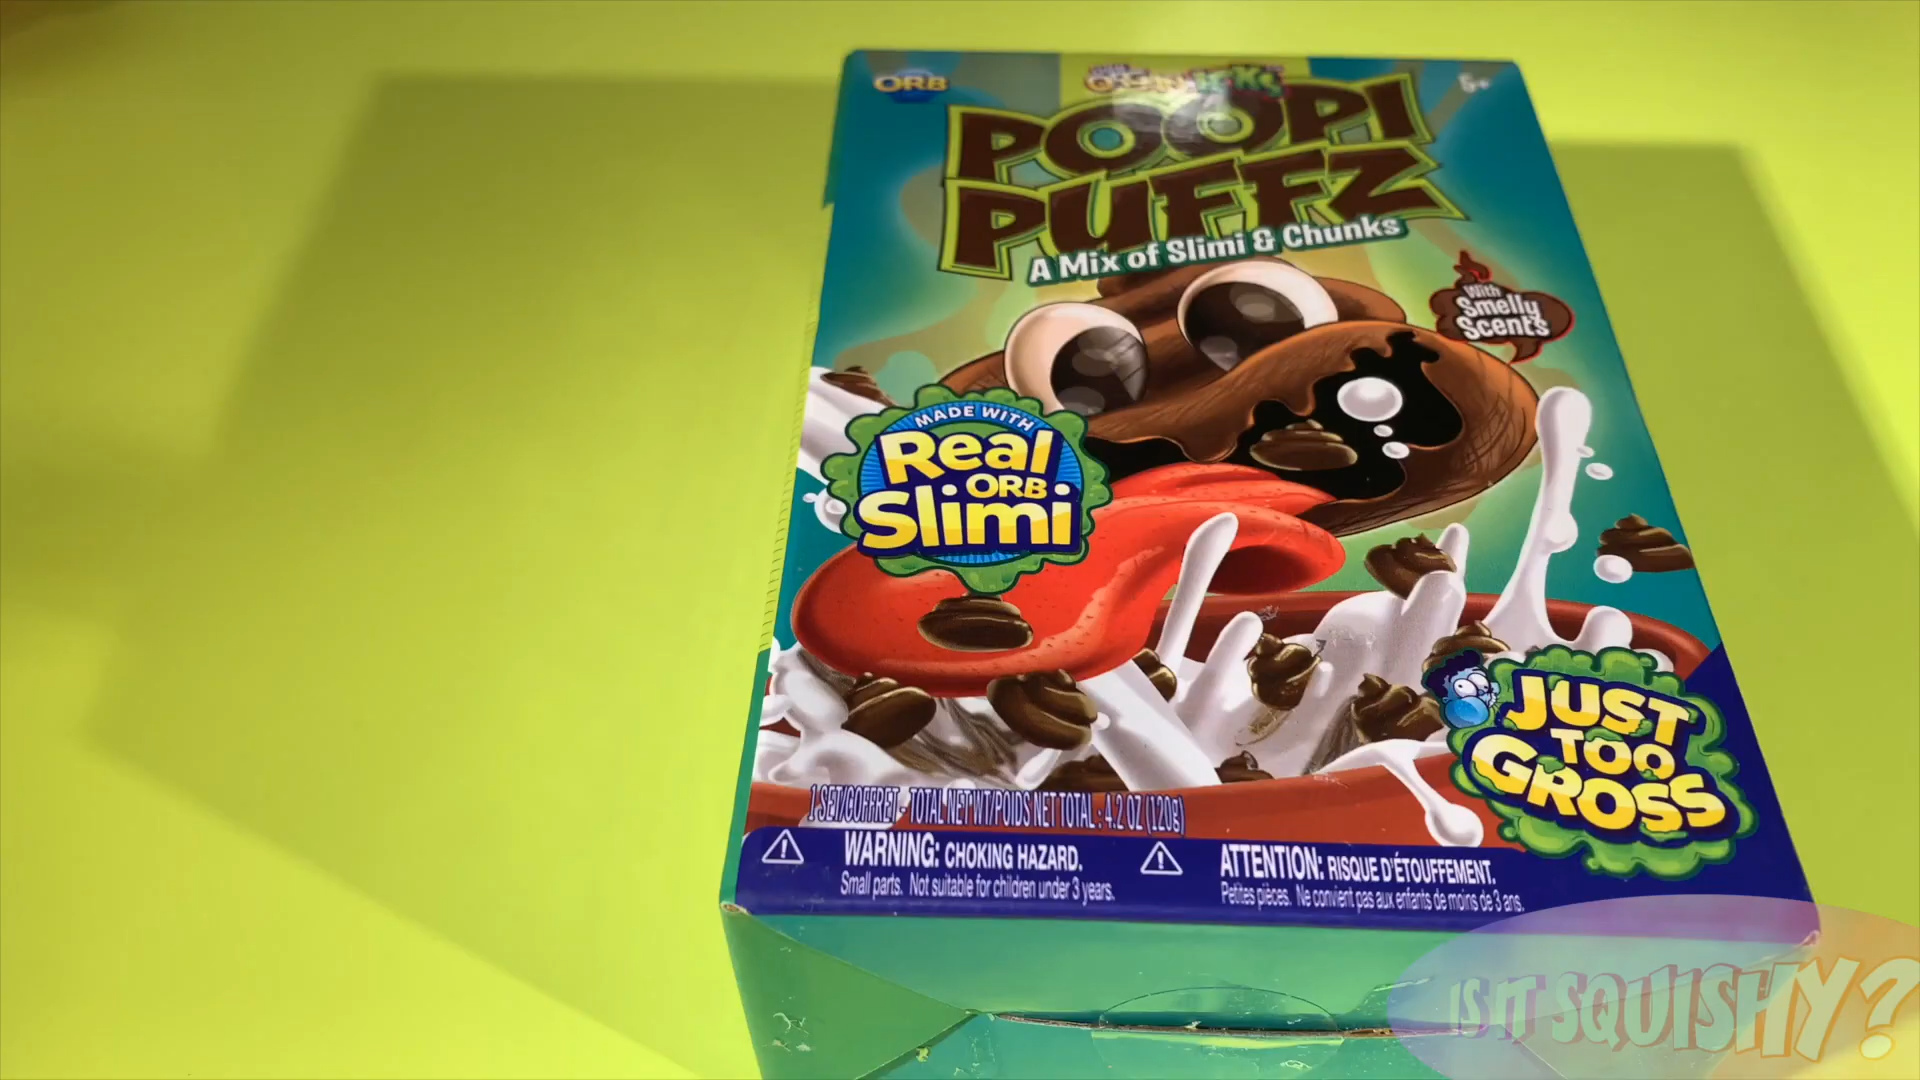 ORB
5+
POOPI
PUFFZ
A Mix of Slimi & Chunks
With
Smelly
Scents
MADE WITH
Real
ORB
Slimi
JUST
TOO
GROSS
1 SET/COFFRET - TOTAL NET WT/POIDS NET TOTAL : 4.2 OZ (120g)
WARNING: CHOKING HAZARD.
Small parts. Not suitable for children under 3 years.
ATTENTION: RISQUE D'ÉTOUFFEMENT.
Petites pièces. Ne convient pas aux enfants de moins de 3 ans.
IS IT SQUISHY?